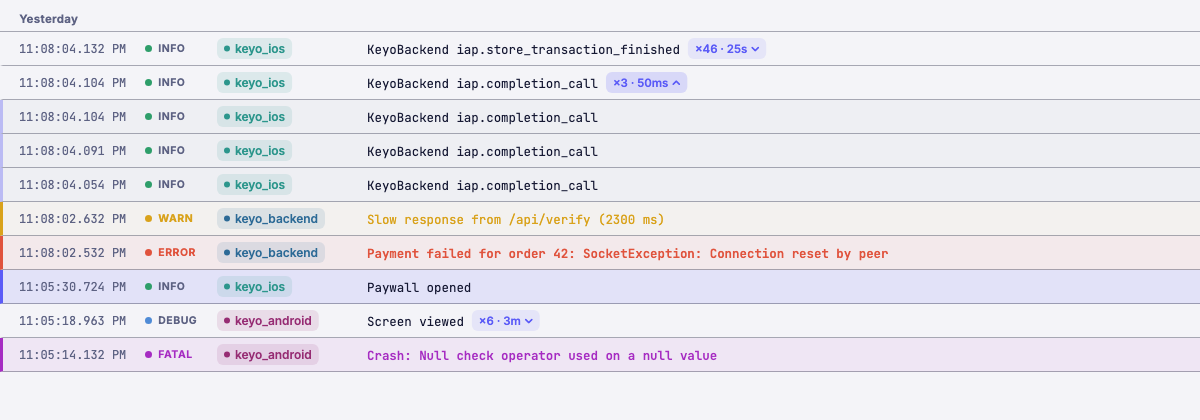 Yesterday
11:08:04.132 PM INFO keyo_ios KeyoBackend iap.store_transaction_finished ×46 · 25s
11:08:04.104 PM INFO keyo_ios KeyoBackend iap.completion_call ×3 · 50ms
11:08:04.104 PM INFO keyo_ios KeyoBackend iap.completion_call
11:08:04.091 PM INFO keyo_ios KeyoBackend iap.completion_call
11:08:04.054 PM INFO keyo_ios KeyoBackend iap.completion_call
11:08:02.632 PM WARN keyo_backend Slow response from /api/verify (2300 ms)
11:08:02.532 PM ERROR keyo_backend Payment failed for order 42: SocketException: Connection reset by peer
11:05:30.724 PM INFO keyo_ios Paywall opened
11:05:18.963 PM DEBUG keyo_android Screen viewed ×6 · 3m
11:05:14.132 PM FATAL keyo_android Crash: Null check operator used on a null value